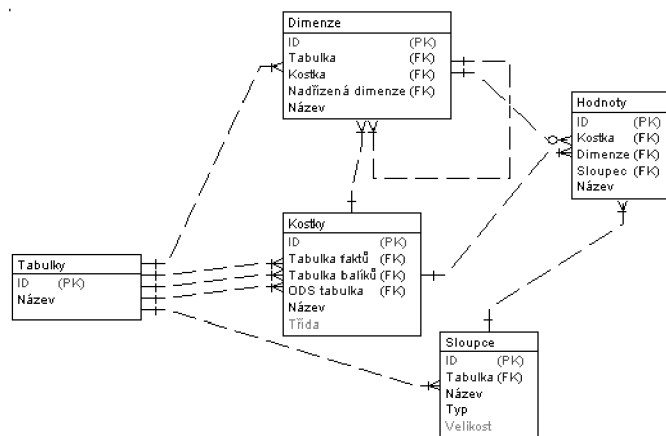 Dimenze
ID (PK)
Tabulka (FK)
Kostka (FK)
Nadřízená dimenze (FK)
Název
Hodnoty
ID (PK)
Kostka (FK)
Dimenze (FK)
Sloupec (FK)
Název
Kostky
ID (PK)
Tabulka faktů (FK)
Tabulka balíků (FK)
ODS tabulka (FK)
Název
Třída
Tabulky
ID (PK)
Název
Sloupce
ID (PK)
Tabulka (FK)
Název
Typ
Velikost